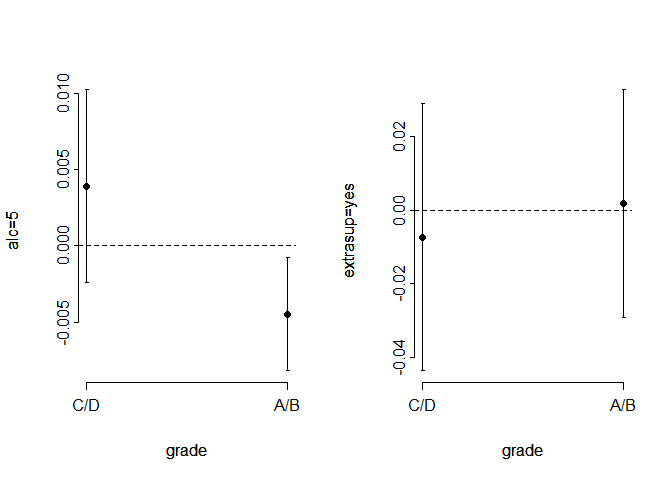 alc=5
0.010
0.005
0.000
-0.005
C/D
A/B
grade
extrasup=yes
0.02
0.00
-0.02
-0.04
C/D
A/B
grade